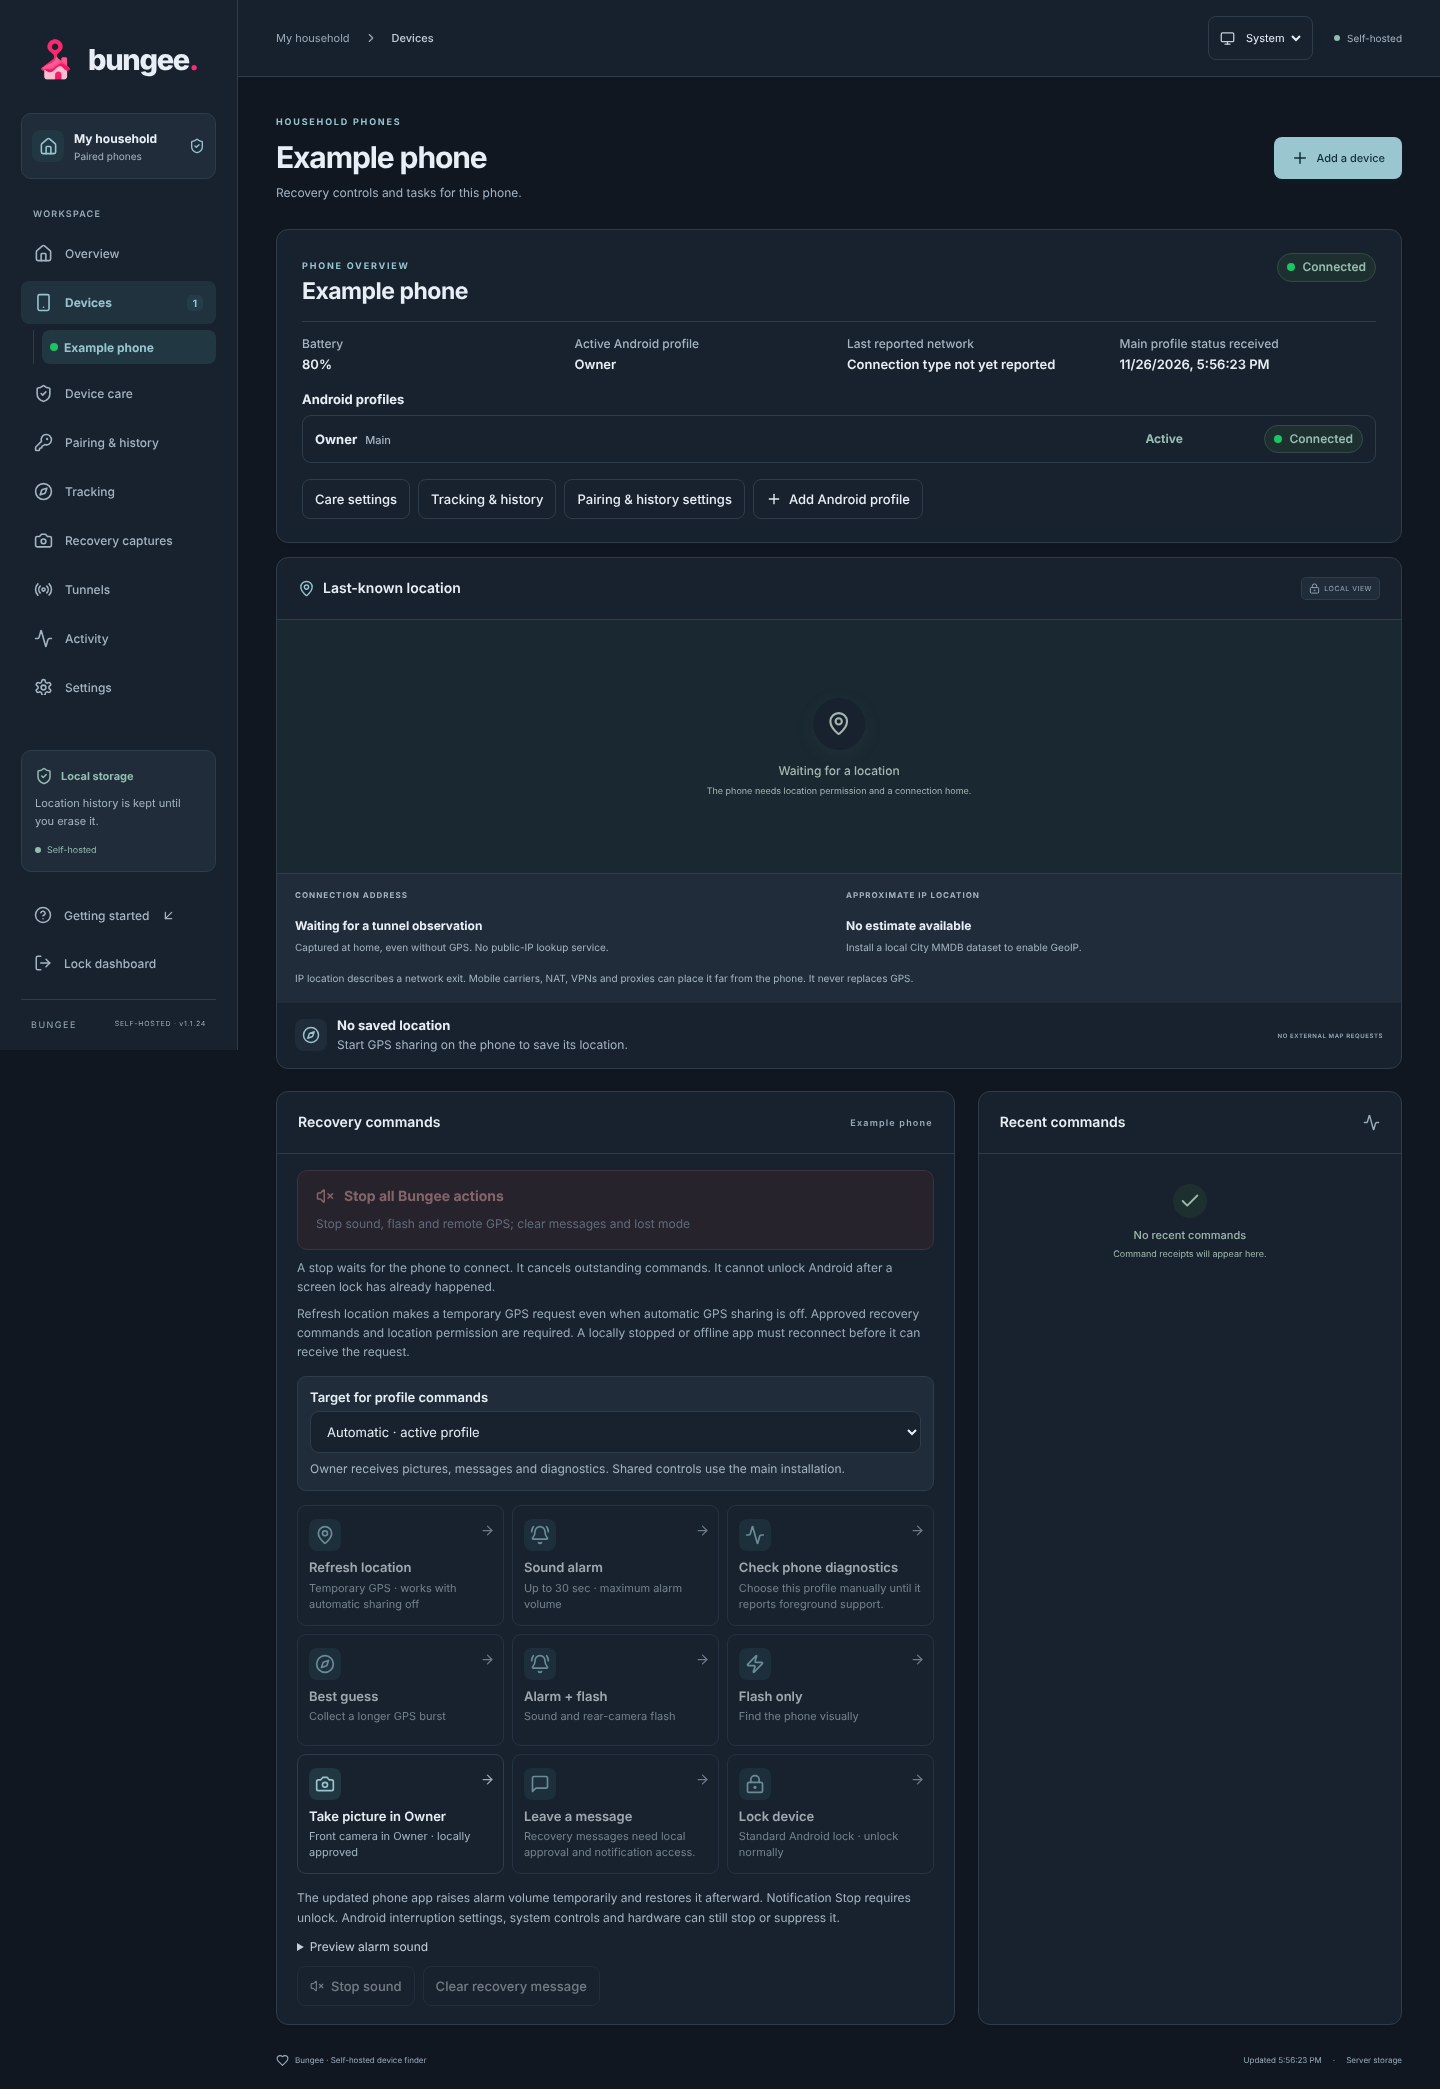 bungee.
My household
Paired phones
WORKSPACE
Overview
Devices
1
Example phone
Device care
Pairing & history
Tracking
Recovery captures
Tunnels
Activity
Settings
Local storage
Location history is kept until
you erase it.
Self-hosted
Getting started
Lock dashboard
BUNGEE
SELF-HOSTED · v1.1.24
My household
Devices
System
Self-hosted
HOUSEHOLD PHONES
Example phone
Recovery controls and tasks for this phone.
Add a device
PHONE OVERVIEW
Example phone
Connected
Battery
80%
Active Android profile
Owner
Last reported network
Connection type not yet reported
Main profile status received
11/26/2026, 5:56:23 PM
Android profiles
Owner Main
Active
Connected
Care settings
Tracking & history
Pairing & history settings
Add Android profile
Last-known location
LOCAL VIEW
Waiting for a location
The phone needs location permission and a connection home.
CONNECTION ADDRESS
Waiting for a tunnel observation
Captured at home, even without GPS. No public-IP lookup service.
APPROXIMATE IP LOCATION
No estimate available
Install a local City MMDB dataset to enable GeoIP.
IP location describes a network exit. Mobile carriers, NAT, VPNs and proxies can place it far from the phone. It never replaces GPS.
No saved location
Start GPS sharing on the phone to save its location.
NO EXTERNAL MAP REQUESTS
Recovery commands
Example phone
Stop all Bungee actions
Stop sound, flash and remote GPS; clear messages and lost mode
A stop waits for the phone to connect. It cancels outstanding commands. It cannot unlock Android after a
screen lock has already happened.
Refresh location makes a temporary GPS request even when automatic GPS sharing is off. Approved recovery
commands and location permission are required. A locally stopped or offline app must reconnect before it can
receive the request.
Target for profile commands
Automatic · active profile
Owner receives pictures, messages and diagnostics. Shared controls use the main installation.
Refresh location
Temporary GPS · works with
automatic sharing off
Sound alarm
Up to 30 sec · maximum alarm
volume
Check phone diagnostics
Choose this profile manually until it
reports foreground support.
Best guess
Collect a longer GPS burst
Alarm + flash
Sound and rear-camera flash
Flash only
Find the phone visually
Take picture in Owner
Front camera in Owner · locally
approved
Leave a message
Recovery messages need local
approval and notification access.
Lock device
Standard Android lock · unlock
normally
The updated phone app raises alarm volume temporarily and restores it afterward. Notification Stop requires
unlock. Android interruption settings, system controls and hardware can still stop or suppress it.
Preview alarm sound
Stop sound
Clear recovery message
Recent commands
No recent commands
Command receipts will appear here.
Bungee · Self-hosted device finder
Updated 5:56:23 PM · Server storage